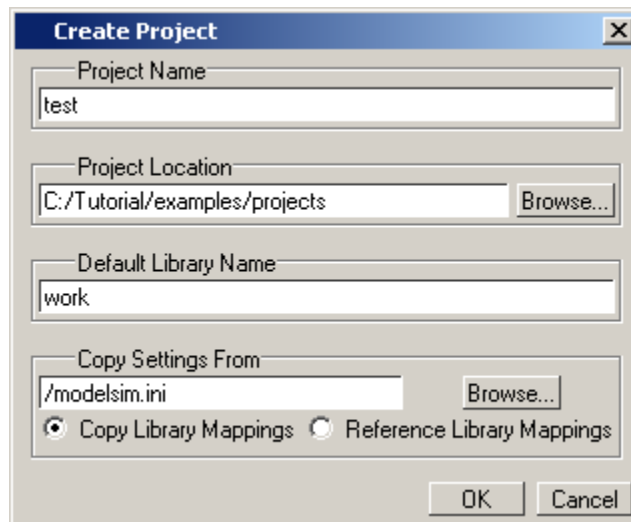 Create Project
Project Name
test
Project Location
C:/Tutorial/examples/projects Browse...
Default Library Name
work
Copy Settings From
/modelsim.ini Browse...
Copy Library Mappings Reference Library Mappings
OK Cancel